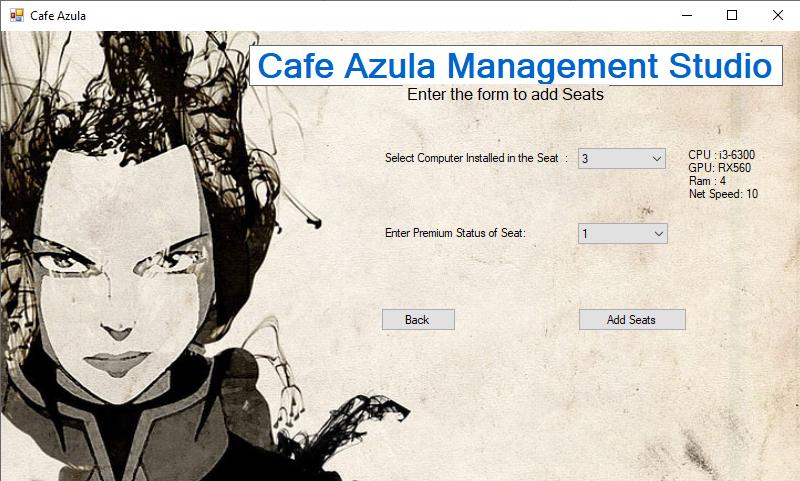 Cafe Azula
Cafe Azula Management Studio
Enter the form to add Seats
Select Computer Installed in the Seat :
3
CPU : i3-6300
GPU: RX560
Ram : 4
Net Speed: 10
Enter Premium Status of Seat:
1
Back
Add Seats